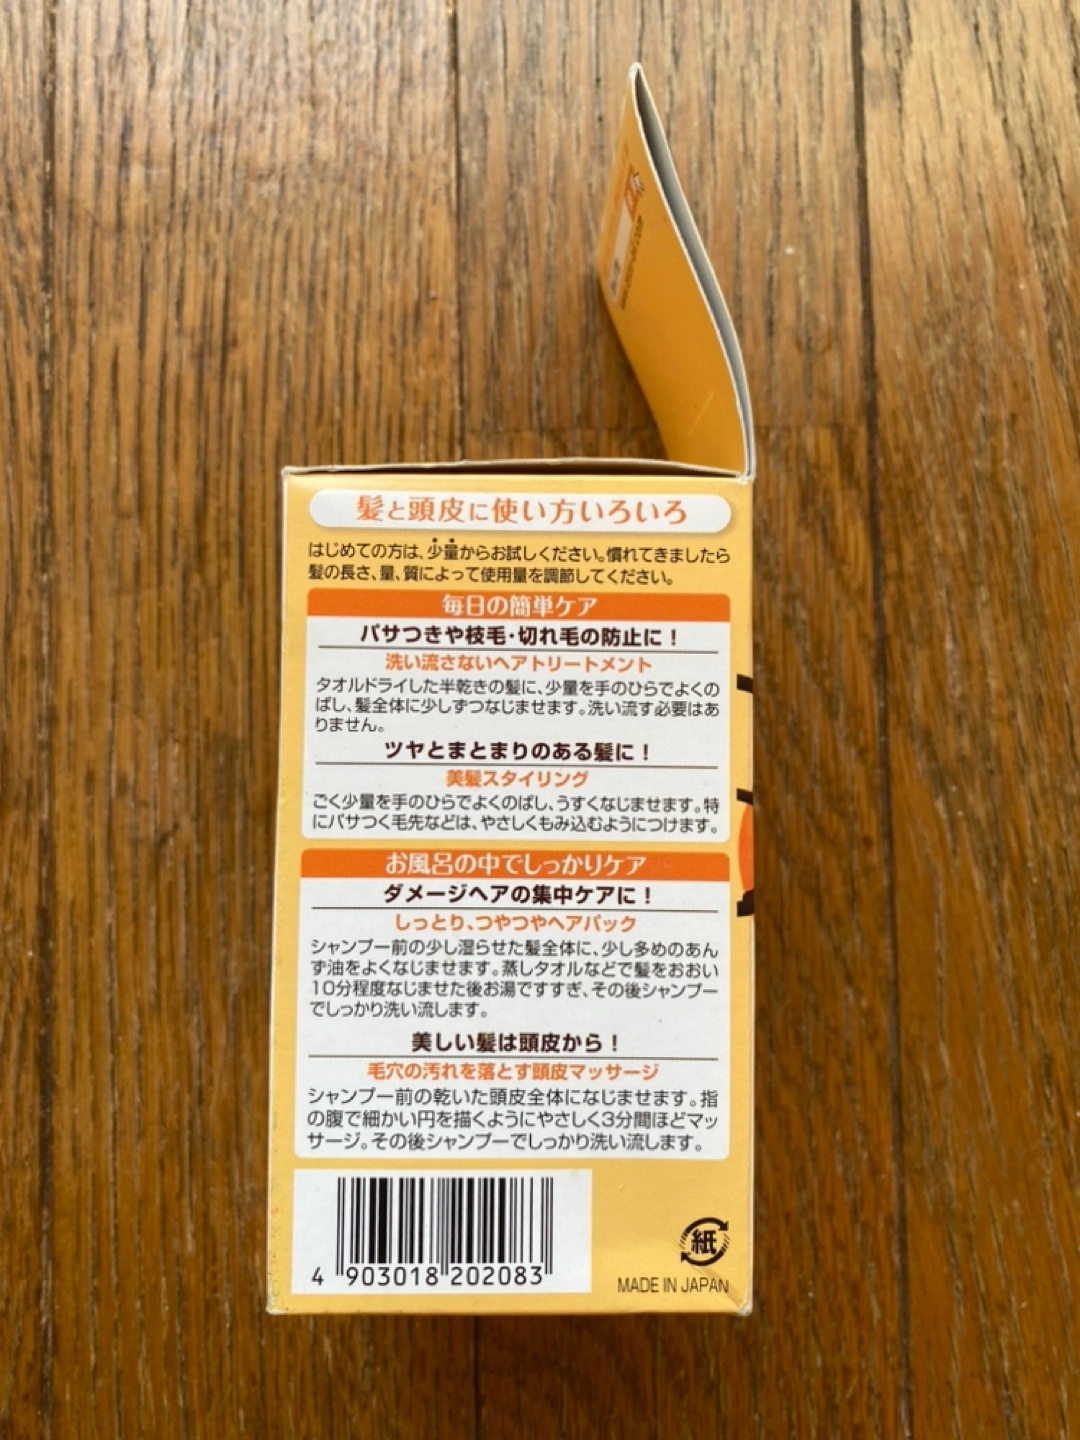 髪と頭皮に使い方いろいろ
はじめての方は、少量からお試しください。慣れてきましたら
髪の長さ、量、質によって使用量を調節してください。
毎日の簡単ケア
パサつきや枝毛・切れ毛の防止に!
洗い流さないヘアトリートメント
タオルドライした半乾きの髪に、少量を手のひらでよくの
ばし、髪全体に少しずつなじませます。洗い流す必要はあ
りません。
ツヤとまとまりのある髪に!
美髪スタイリング
ごく少量を手のひらでよくのばし、うすくなじませます。特
にパサつく毛先などは、やさしくもみ込むようにつけます。
お風呂の中でしっかりケア
ダメージヘアの集中ケアに!
しっとり、つやつやヘアパック
シャンプー前の少し湿らせた髪全体に、少し多めのあん
ず油をよくなじませます。蒸しタオルなどで髪をおおい
10分程度なじませた後お湯ですすぎ、その後シャンプー
でしっかり洗い流します。
美しい髪は頭皮から!
毛穴の汚れを落とす頭皮マッサージ
シャンプー前の乾いた頭皮全体になじませます。指
の腹で細かい円を描くようにやさしく3分間ほどマッ
サージ。その後シャンプーでしっかり洗い流します。
4 903018 202083
紙
MADE IN JAPAN